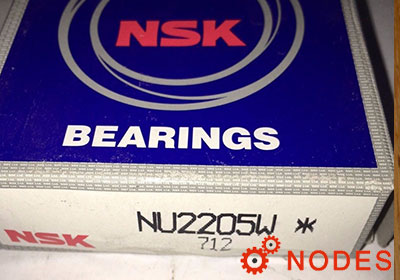 NSK
BEARINGS
NSK
NU2205W *
712
NODES